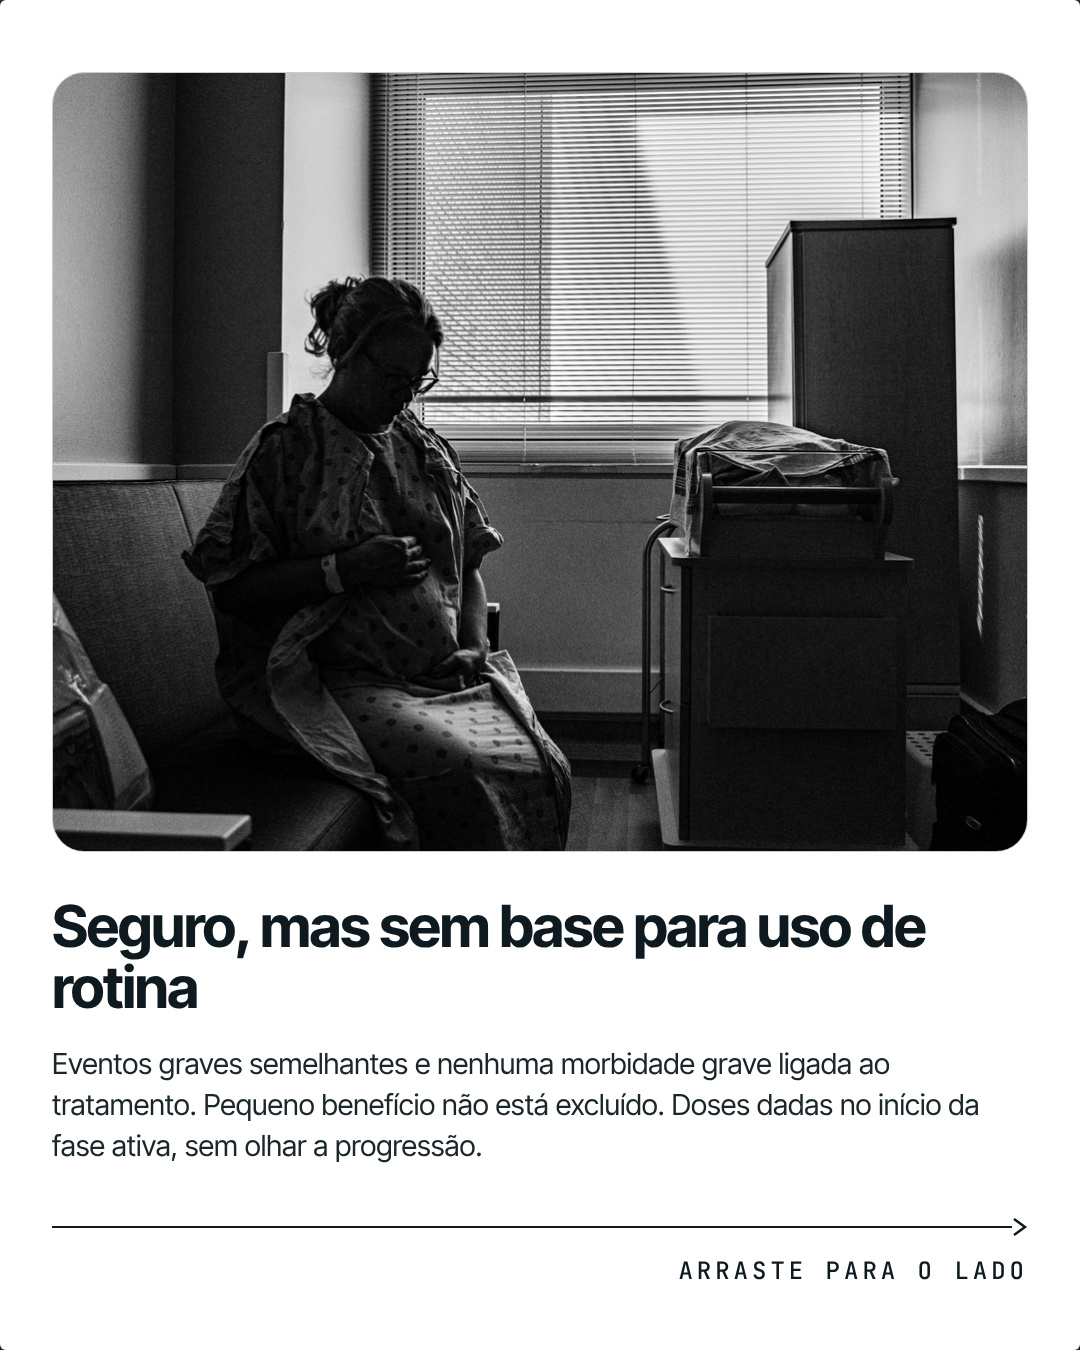 Seguro, mas sem base para uso de
rotina
Eventos graves semelhantes e nenhuma morbidade grave ligada ao
tratamento. Pequeno benefício não está excluído. Doses dadas no início da
fase ativa, sem olhar a progressão.
ARRASTE PARA O LADO